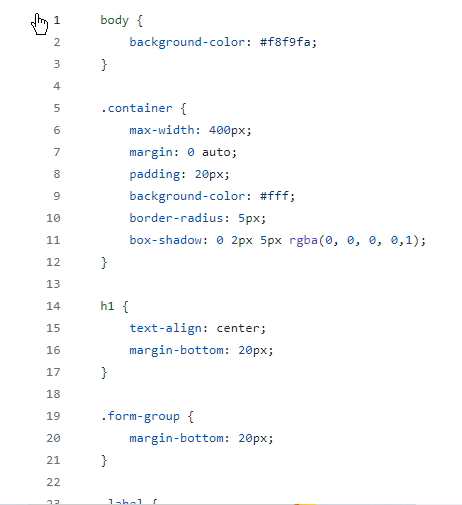 1 body {
2 background-color: #f8f9fa;
3 }
4
5 .container {
6 max-width: 400px;
7 margin: 0 auto;
8 padding: 20px;
9 background-color: #fff;
10 border-radius: 5px;
11 box-shadow: 0 2px 5px rgba(0, 0, 0, 0,1);
12 }
13
14 h1 {
15 text-align: center;
16 margin-bottom: 20px;
17 }
18
19 .form-group {
20 margin-bottom: 20px;
21 }
22
23 label {